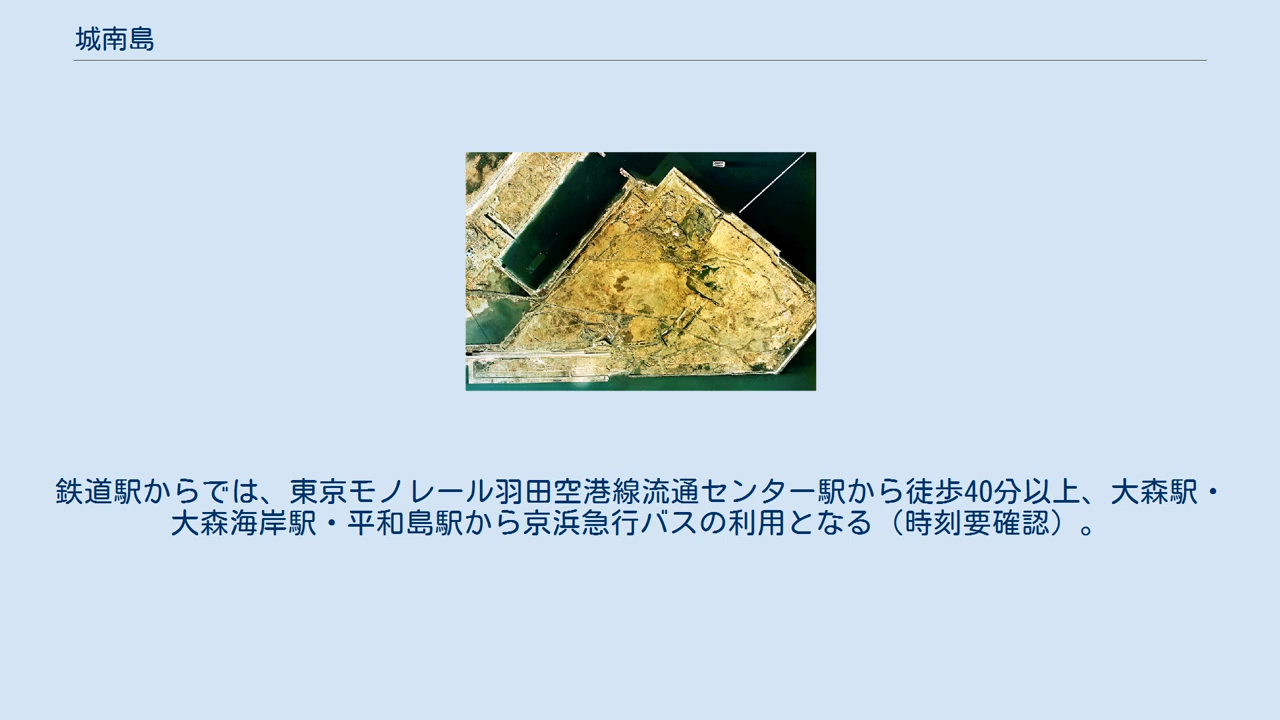 城南島
鉄道駅からでは、東京モノレール羽田空港線流通センター駅から徒歩40分以上、大森駅・
大森海岸駅・平和島駅から京浜急行バスの利用となる（時刻要確認）。